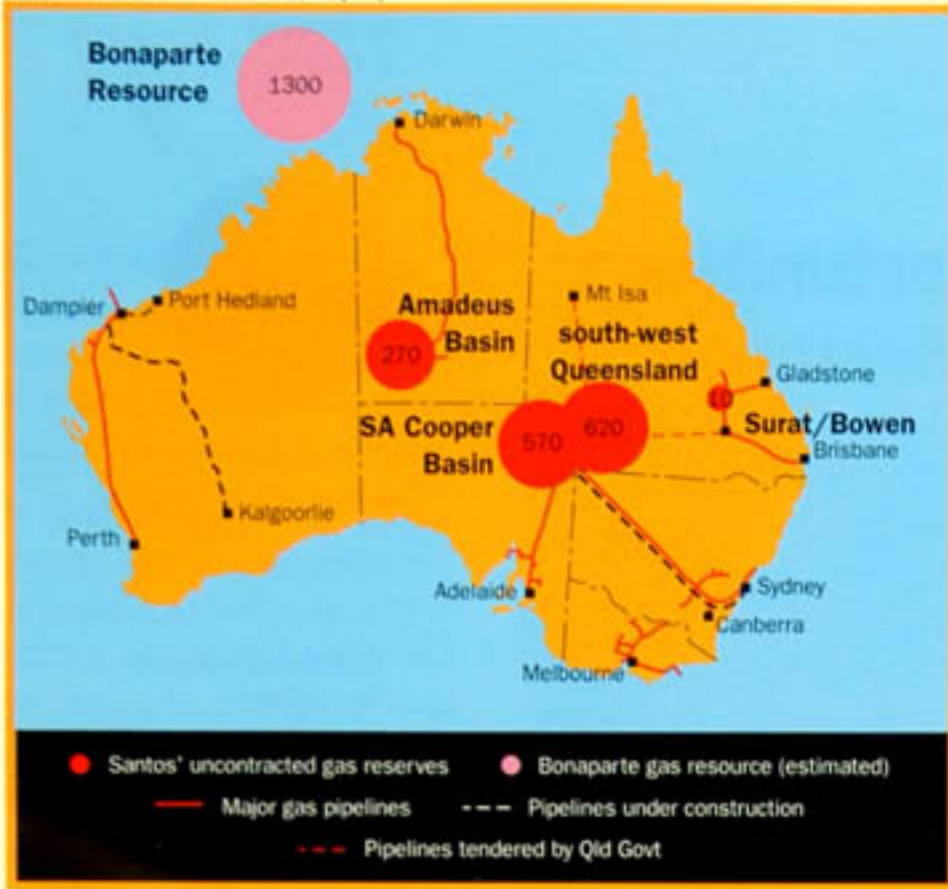 Bonaparte
Resource
1300
Darwin
Dampier
Port Hedland
Mt Isa
Amadeus
Basin
270
south-west
Queensland
Gladstone
10
SA Cooper
Basin
570
620
Surat/Bowen
Brisbane
Kalgoorlie
Perth
Adelaide
Sydney
Canberra
Melbourne
Santos' uncontracted gas reserves
Bonaparte gas resource (estimated)
Major gas pipelines
Pipelines under construction
Pipelines tendered by Qld Govt